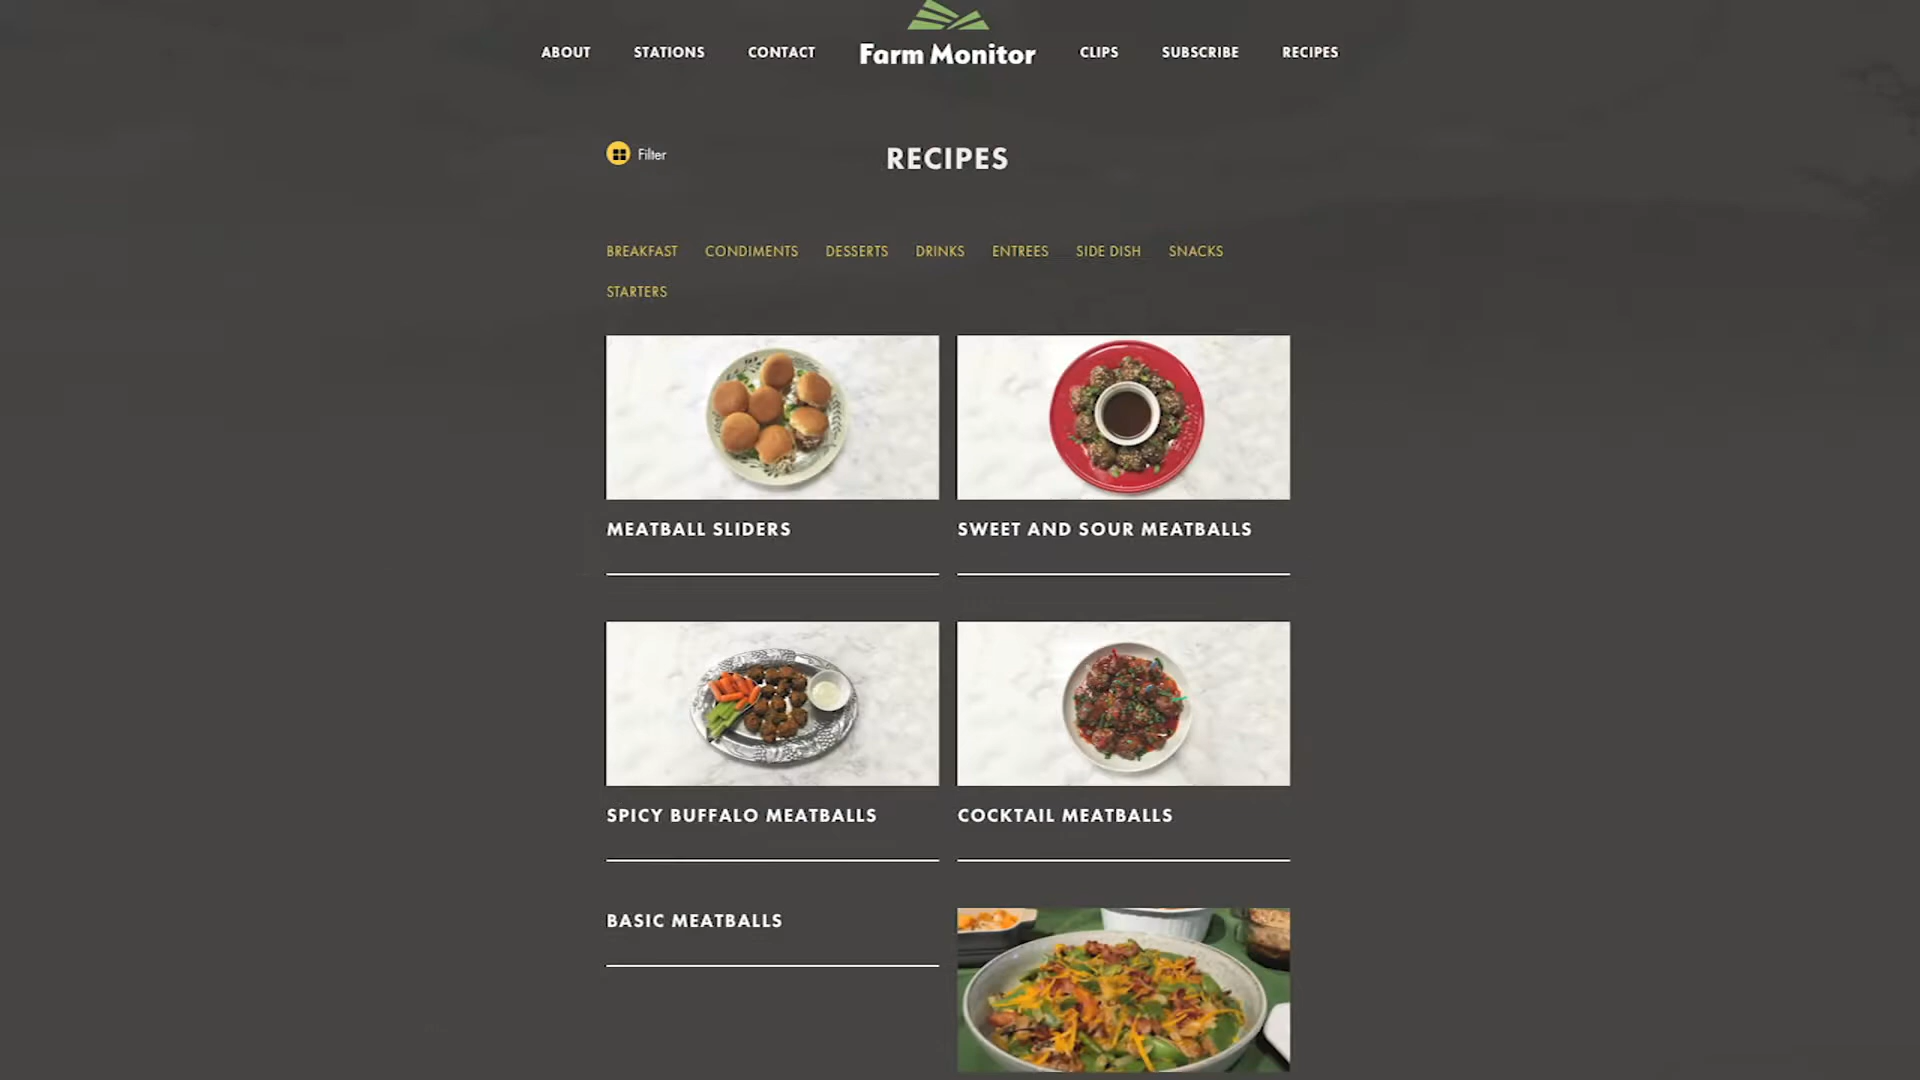 ABOUT STATIONS CONTACT Farm Monitor CLIPS SUBSCRIBE RECIPES
Filter
RECIPES
BREAKFAST CONDIMENTS DESSERTS DRINKS ENTREES SIDE DISH SNACKS
STARTERS
MEATBALL SLIDERS
SWEET AND SOUR MEATBALLS
SPICY BUFFALO MEATBALLS
COCKTAIL MEATBALLS
BASIC MEATBALLS